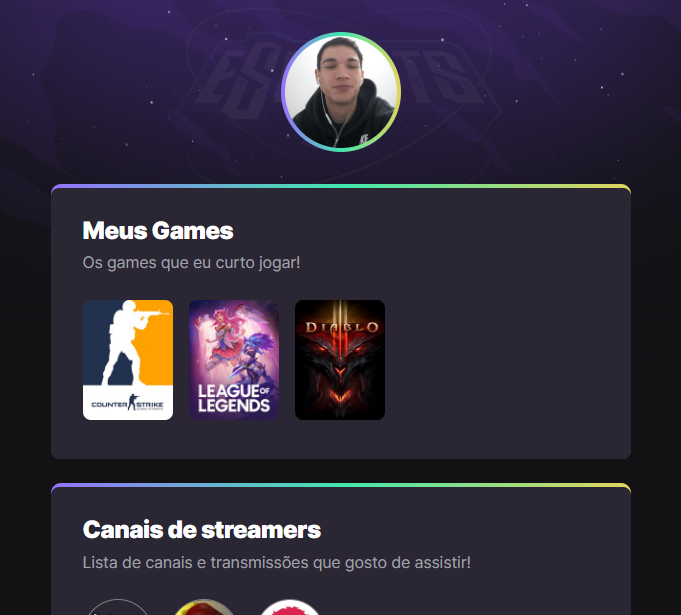 ESPORTS
Meus Games
Os games que eu curto jogar!
COUNTER STRIKE
LEAGUE OF
LEGENDS
DIABLO
III
Canais de streamers
Lista de canais e transmissões que gosto de assistir!